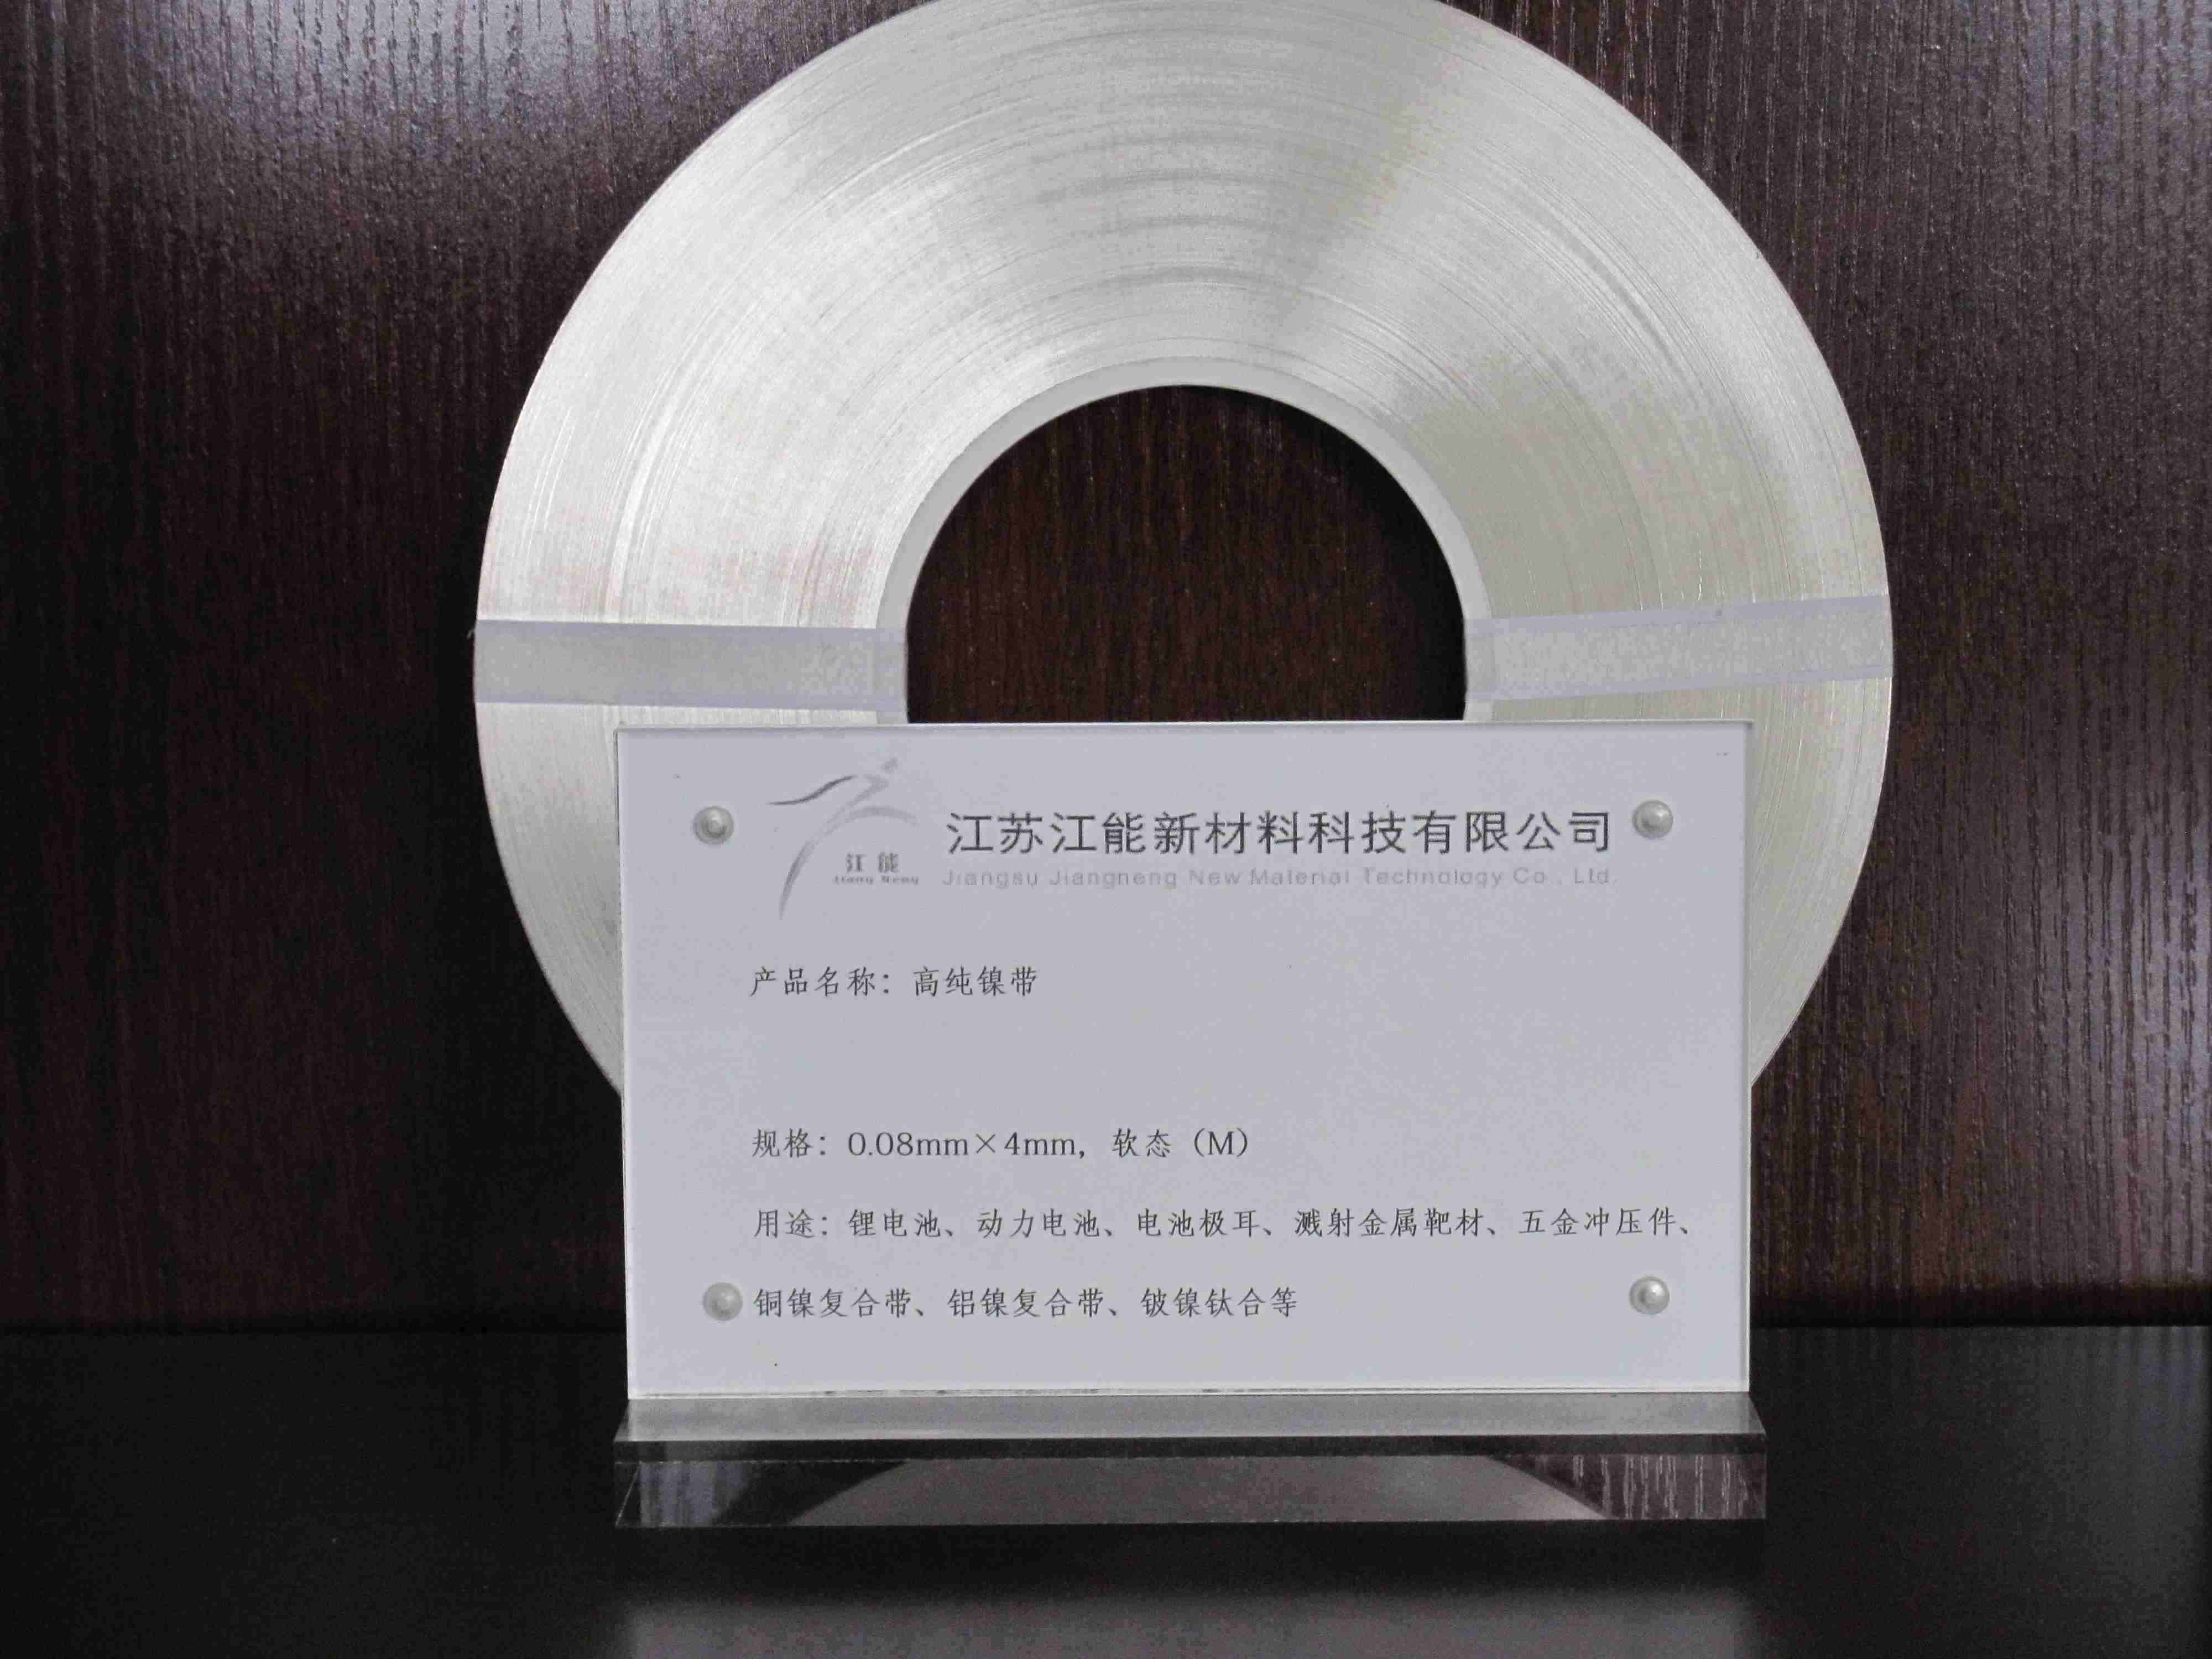 江苏江能新材料科技有限公司
江能
Jiang Neng
Jiangsu Jiangneng New Material Technology Co., Ltd.
产品名称：高纯镍带
规格：0.08mm×4mm，软态（M）
用途：锂电池、动力电池、电池极耳、溅射金属靶材、五金冲压件、
铜镍复合带、铝镍复合带、铍镍钛合等